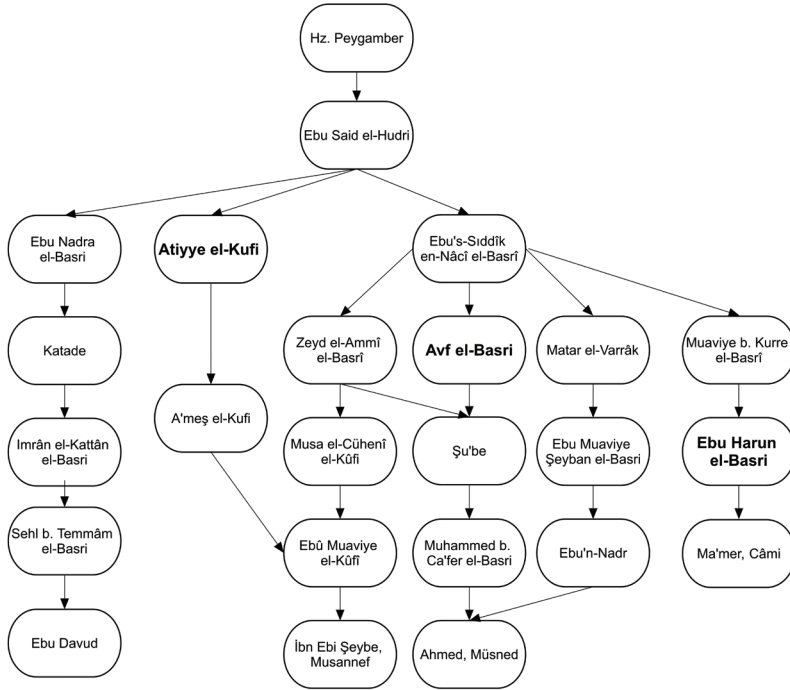 Hz. Peygamber
Ebu Said el-Hudri
Ebu Nadra
el-Basri
Atiyye el-Kufi
Ebu's-Sıddîk
en-Nâcî el-Basrî
Katade
Zeyd el-Ammî
el-Basrî
Avf el-Basri
Matar el-Varrâk
Muaviye b. Kurre
el-Basrî
A'meş el-Kufi
Imrân el-Kattân
el-Basri
Musa el-Cühenî
el-Kûfi
Şu'be
Ebu Muaviye
Şeyban el-Basri
Ebu Harun
el-Basri
Sehl b. Temmâm
el-Basri
Ebû Muaviye
el-Kûfî
Muhammed b.
Ca'fer el-Basri
Ebu'n-Nadr
Ma'mer, Câmi
Ebu Davud
İbn Ebi Şeybe,
Musannef
Ahmed, Müsned